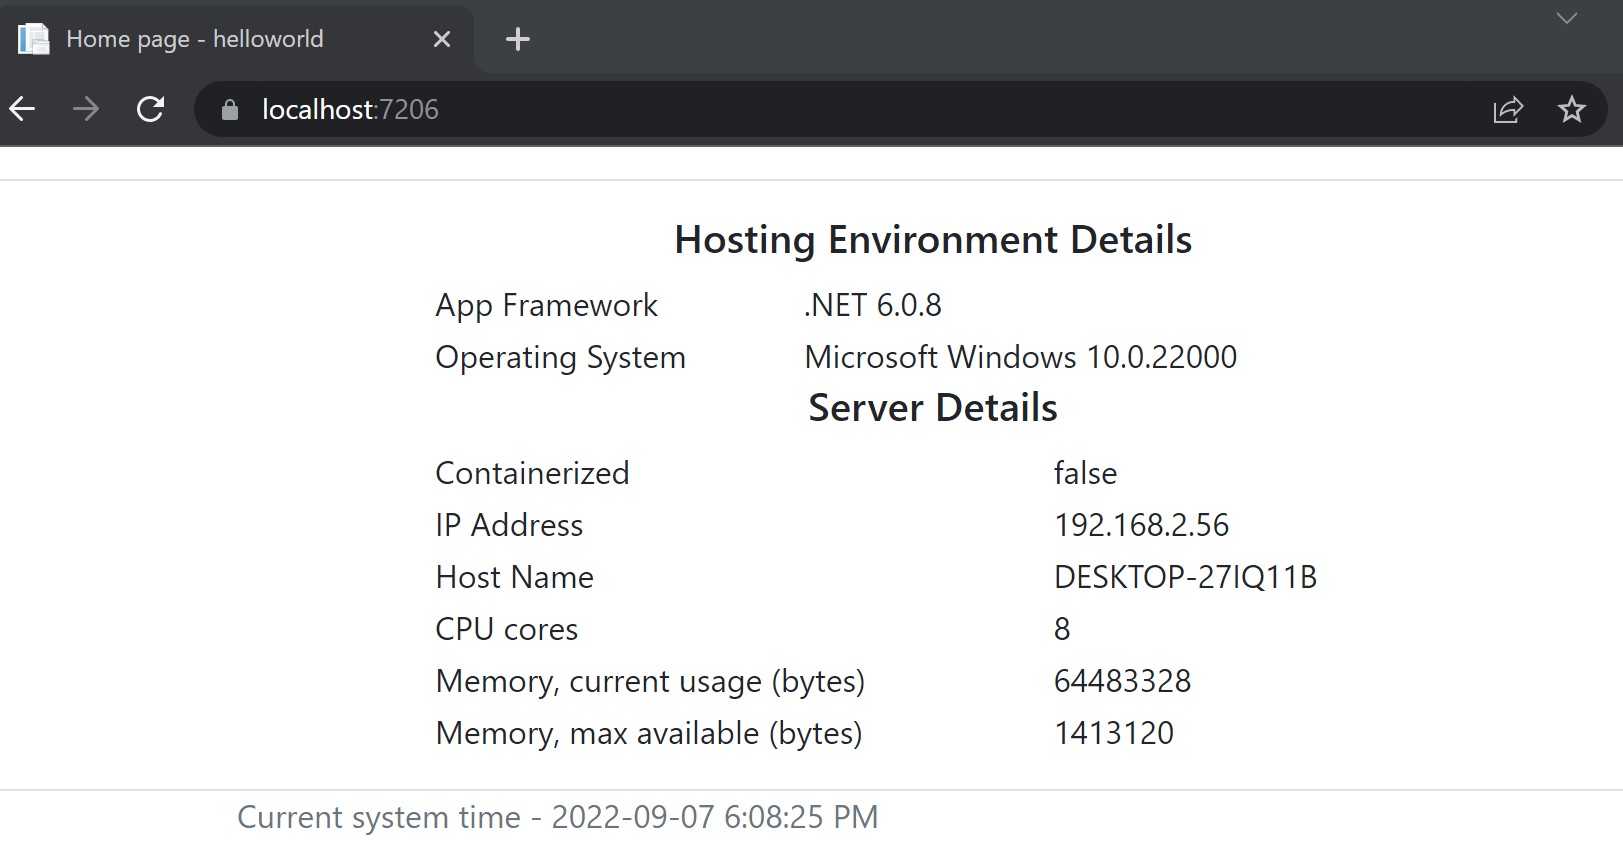 Home page - helloworld
localhost:7206
Hosting Environment Details
App Framework .NET 6.0.8
Operating System Microsoft Windows 10.0.22000
Server Details
Containerized false
IP Address 192.168.2.56
Host Name DESKTOP-27IQ11B
CPU cores 8
Memory, current usage (bytes) 64483328
Memory, max available (bytes) 1413120
Current system time - 2022-09-07 6:08:25 PM